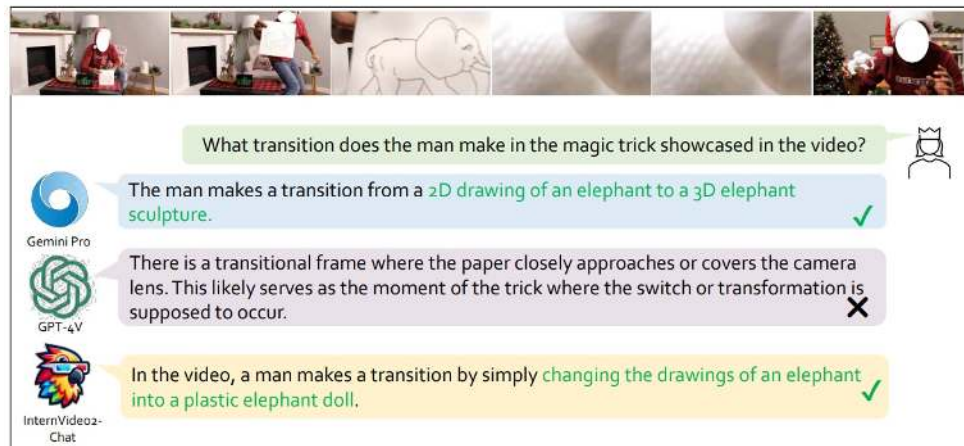 What transition does the man make in the magic trick showcased in the video?
The man makes a transition from a 2D drawing of an elephant to a 3D elephant
sculpture.
Gemini Pro
There is a transitional frame where the paper closely approaches or covers the camera
lens. This likely serves as the moment of the trick where the switch or transformation is
supposed to occur.
GPT-4V
In the video, a man makes a transition by simply changing the drawings of an elephant
into a plastic elephant doll.
InternVideo2-
Chat